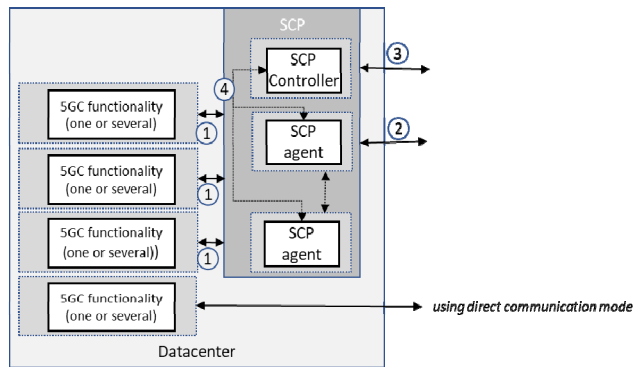 SCP
SCP
Controller
3
4
5GC functionality
(one or several)
1
SCP
agent
2
5GC functionality
(one or several)
1
5GC functionality
(one or several))
1
SCP
agent
5GC functionality
(one or several)
using direct communication mode
Datacenter